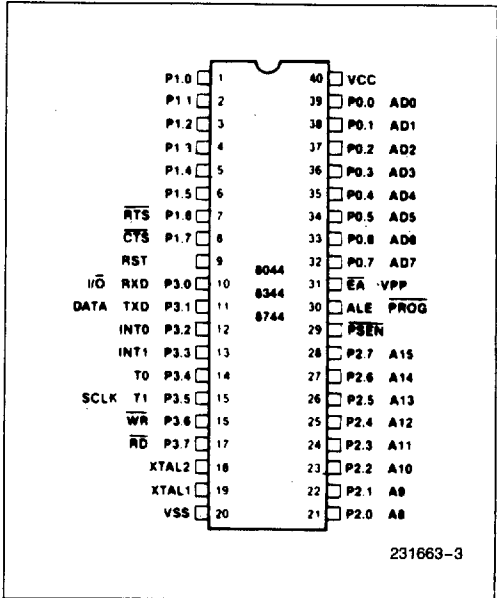 P1.0 1 40 VCC
P1.1 2 39 P0.0 AD0
P1.2 3 38 P0.1 AD1
P1.3 4 37 P0.2 AD2
P1.4 5 36 P0.3 AD3
P1.5 6 35 P0.4 AD4
RTS P1.6 7 34 P0.5 AD5
CTS P1.7 8 33 P0.6 AD6
RST 9 32 P0.7 AD7
8044
I/O RXD P3.0 10 31 EA VPP
8344
DATA TXD P3.1 11 30 ALE PROG
8744
INT0 P3.2 12 29 PSEN
INT1 P3.3 13 28 P2.7 A15
T0 P3.4 14 27 P2.6 A14
SCLK T1 P3.5 15 26 P2.5 A13
WR P3.6 15 25 P2.4 A12
RD P3.7 17 24 P2.3 A11
XTAL2 18 23 P2.2 A10
XTAL1 19 22 P2.1 A9
VSS 20 21 P2.0 A8
231663-3